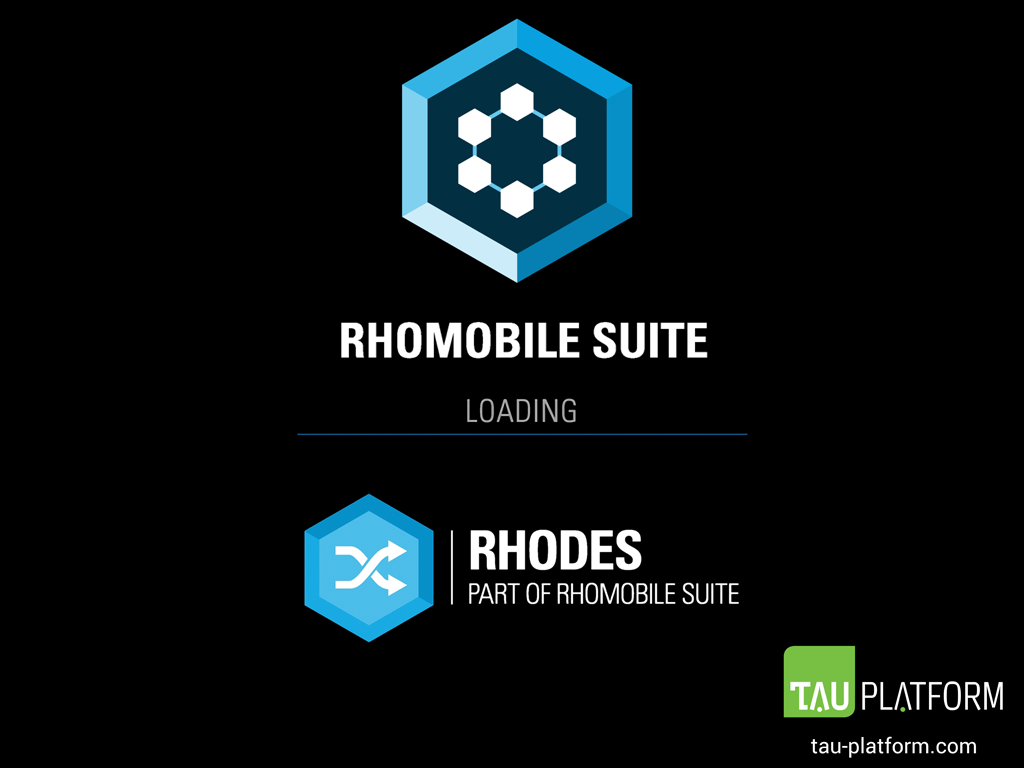 RHOMOBILE SUITE
LOADING
RHODES
PART OF RHOMOBILE SUITE
TAU PLATFORM
tau-platform.com